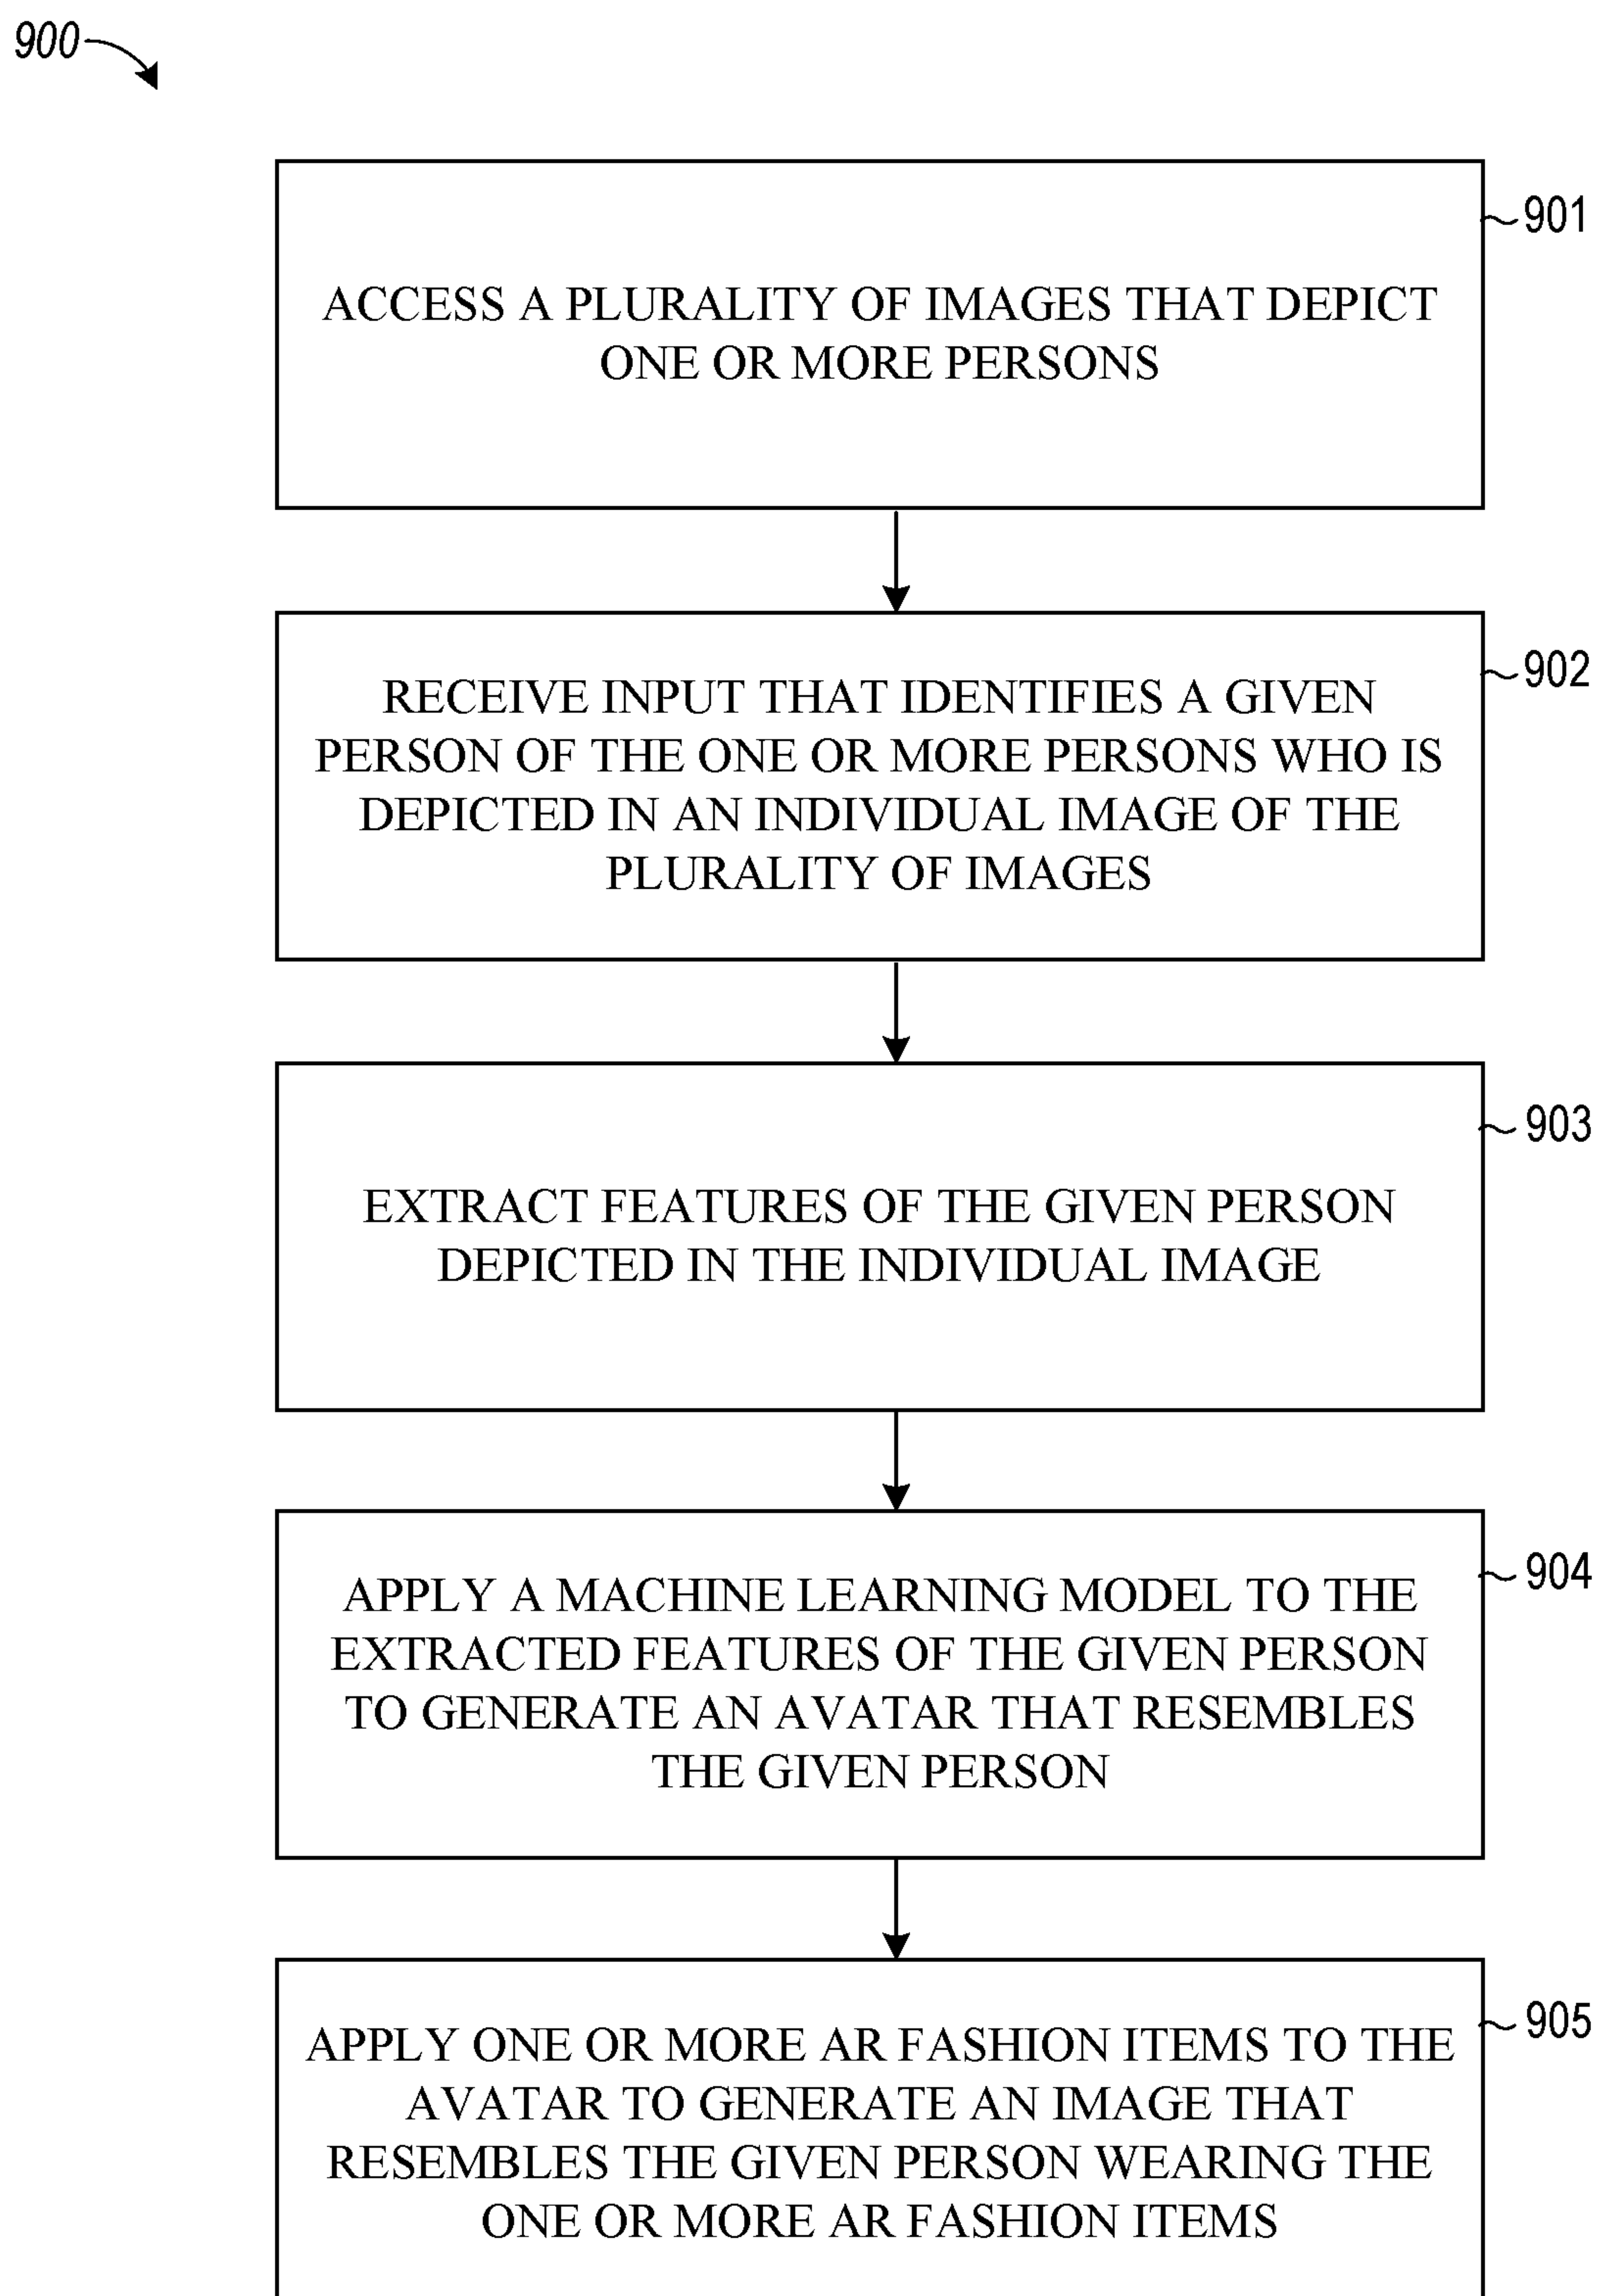 900
901
ACCESS A PLURALITY OF IMAGES THAT DEPICT
ONE OR MORE PERSONS
902
RECEIVE INPUT THAT IDENTIFIES A GIVEN
PERSON OF THE ONE OR MORE PERSONS WHO IS
DEPICTED IN AN INDIVIDUAL IMAGE OF THE
PLURALITY OF IMAGES
903
EXTRACT FEATURES OF THE GIVEN PERSON
DEPICTED IN THE INDIVIDUAL IMAGE
904
APPLY A MACHINE LEARNING MODEL TO THE
EXTRACTED FEATURES OF THE GIVEN PERSON
TO GENERATE AN AVATAR THAT RESEMBLES
THE GIVEN PERSON
905
APPLY ONE OR MORE AR FASHION ITEMS TO THE
AVATAR TO GENERATE AN IMAGE THAT
RESEMBLES THE GIVEN PERSON WEARING THE
ONE OR MORE AR FASHION ITEMS